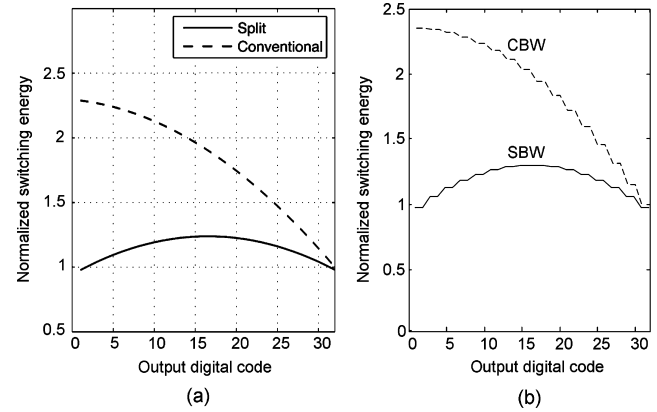 Split
Conventional
Normalized switching energy
2.5
2
1.5
1
0.5
0 5 10 15 20 25 30
Output digital code
(a)
CBW
SBW
Normalized switching energy
2.5
2
1.5
1
0.5
0
0 5 10 15 20 25 30
Output digital code
(b)